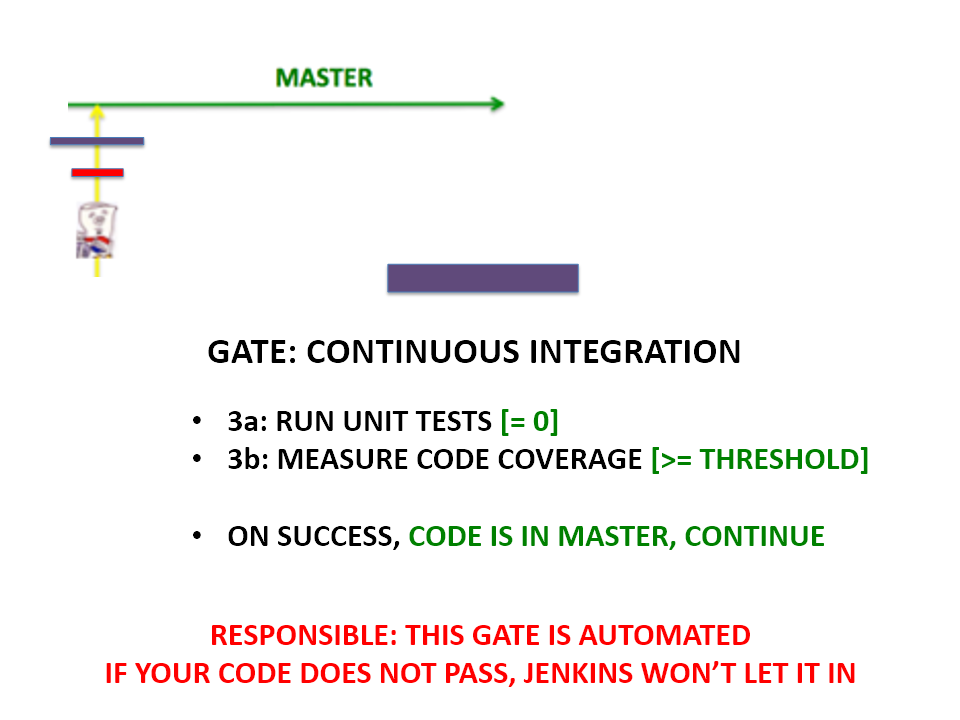 MASTER
GATE: CONTINUOUS INTEGRATION
• 3a: RUN UNIT TESTS [= 0]
• 3b: MEASURE CODE COVERAGE [>= THRESHOLD]
• ON SUCCESS, CODE IS IN MASTER, CONTINUE
RESPONSIBLE: THIS GATE IS AUTOMATED
IF YOUR CODE DOES NOT PASS, JENKINS WON’T LET IT IN